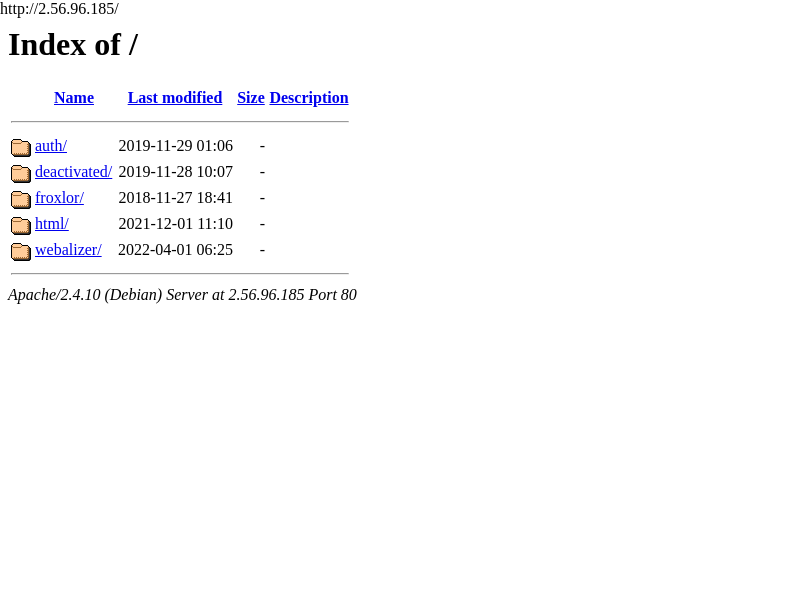 http://2.56.96.185/
Index of /
Name Last modified Size Description
auth/ 2019-11-29 01:06 -
deactivated/ 2019-11-28 10:07 -
froxlor/ 2018-11-27 18:41 -
html/ 2021-12-01 11:10 -
webalizer/ 2022-04-01 06:25 -
Apache/2.4.10 (Debian) Server at 2.56.96.185 Port 80